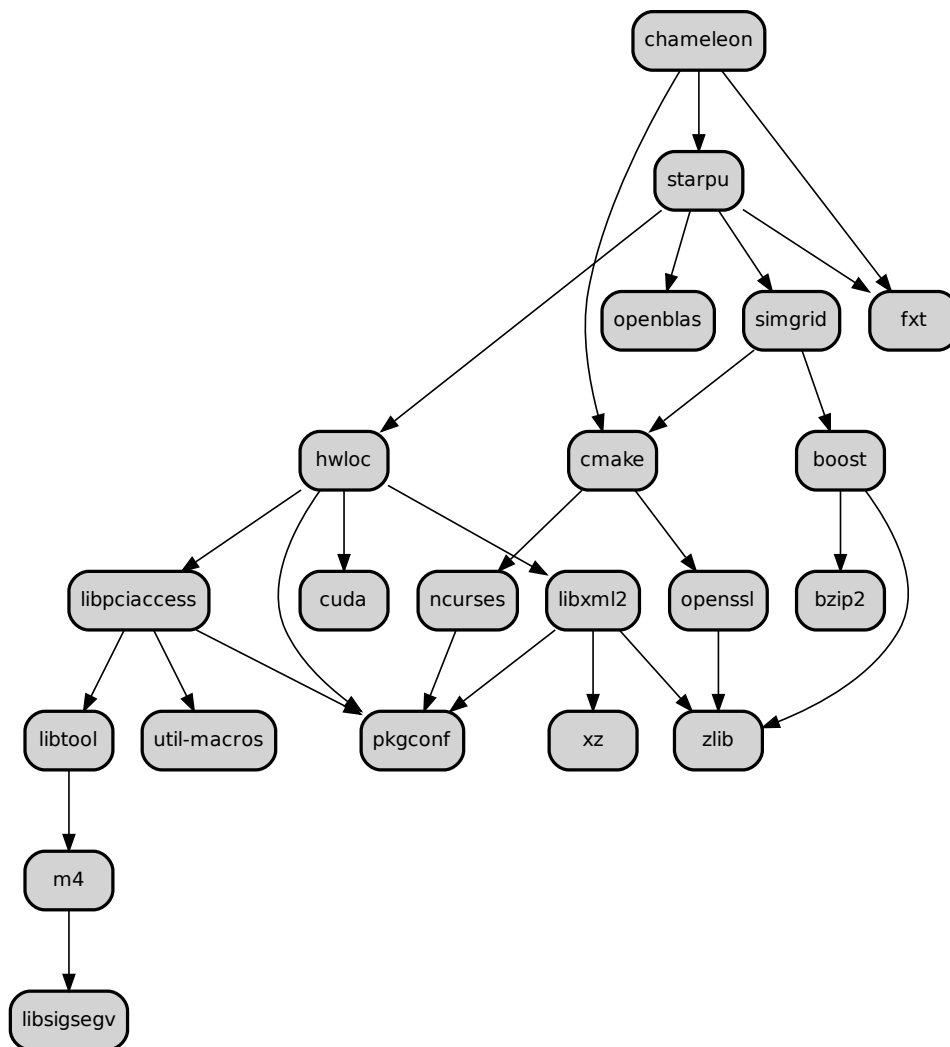 chameleon
starpu
openblas
simgrid
fxt
hwloc
cmake
boost
libpciaccess
cuda
ncurses
libxml2
openssl
bzip2
libtool
util-macros
pkgconf
xz
zlib
m4
libsigsegv